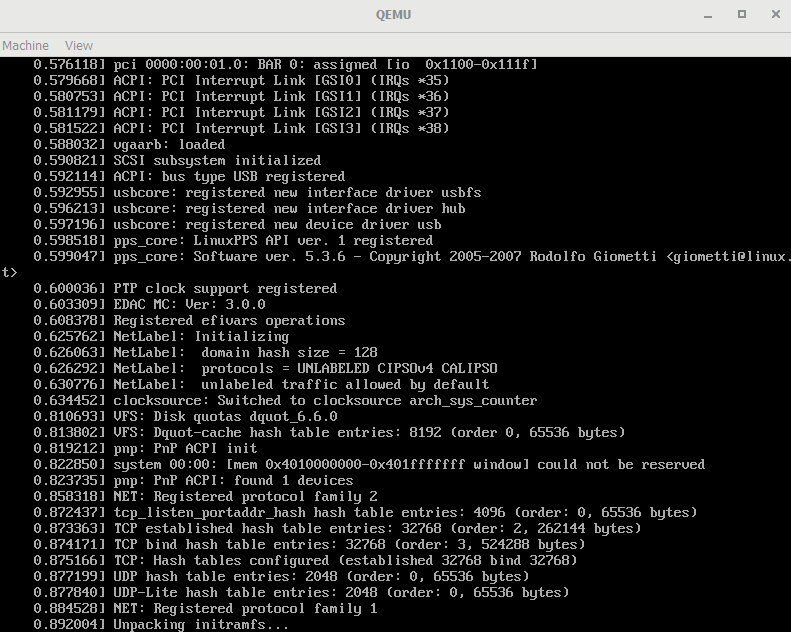 QEMU
Machine View
0.576118] pci 0000:00:01.0: BAR 0: assigned [io  0x1100-0x111f]
0.579668] ACPI: PCI Interrupt Link [GSI0] (IRQs *35)
0.580753] ACPI: PCI Interrupt Link [GSI1] (IRQs *36)
0.581179] ACPI: PCI Interrupt Link [GSI2] (IRQs *37)
0.581522] ACPI: PCI Interrupt Link [GSI3] (IRQs *38)
0.588032] vgaarb: loaded
0.590821] SCSI subsystem initialized
0.592114] ACPI: bus type USB registered
0.592955] usbcore: registered new interface driver usbfs
0.596213] usbcore: registered new interface driver hub
0.597196] usbcore: registered new device driver usb
0.598518] pps_core: LinuxPPS API ver. 1 registered
0.599047] pps_core: Software ver. 5.3.6 - Copyright 2005-2007 Rodolfo Giometti <giometti@linux.
t>
0.600036] PTP clock support registered
0.603309] EDAC MC: Ver: 3.0.0
0.608378] Registered efivars operations
0.625762] NetLabel: Initializing
0.626063] NetLabel:  domain hash size = 128
0.626292] NetLabel:  protocols = UNLABELED CIPSOv4 CALIPSO
0.630776] NetLabel:  unlabeled traffic allowed by default
0.634452] clocksource: Switched to clocksource arch_sys_counter
0.810693] VFS: Disk quotas dquot_6.6.0
0.813802] VFS: Dquot-cache hash table entries: 8192 (order 0, 65536 bytes)
0.819212] pnp: PnP ACPI init
0.822850] system 00:00: [mem 0x4010000000-0x401fffffff window] could not be reserved
0.823735] pnp: PnP ACPI: found 1 devices
0.858318] NET: Registered protocol family 2
0.872437] tcp_listen_portaddr_hash hash table entries: 4096 (order: 0, 65536 bytes)
0.873363] TCP established hash table entries: 32768 (order: 2, 262144 bytes)
0.874171] TCP bind hash table entries: 32768 (order: 3, 524288 bytes)
0.875166] TCP: Hash tables configured (established 32768 bind 32768)
0.877199] UDP hash table entries: 2048 (order: 0, 65536 bytes)
0.877840] UDP-Lite hash table entries: 2048 (order: 0, 65536 bytes)
0.884528] NET: Registered protocol family 1
0.892004] Unpacking initramfs...